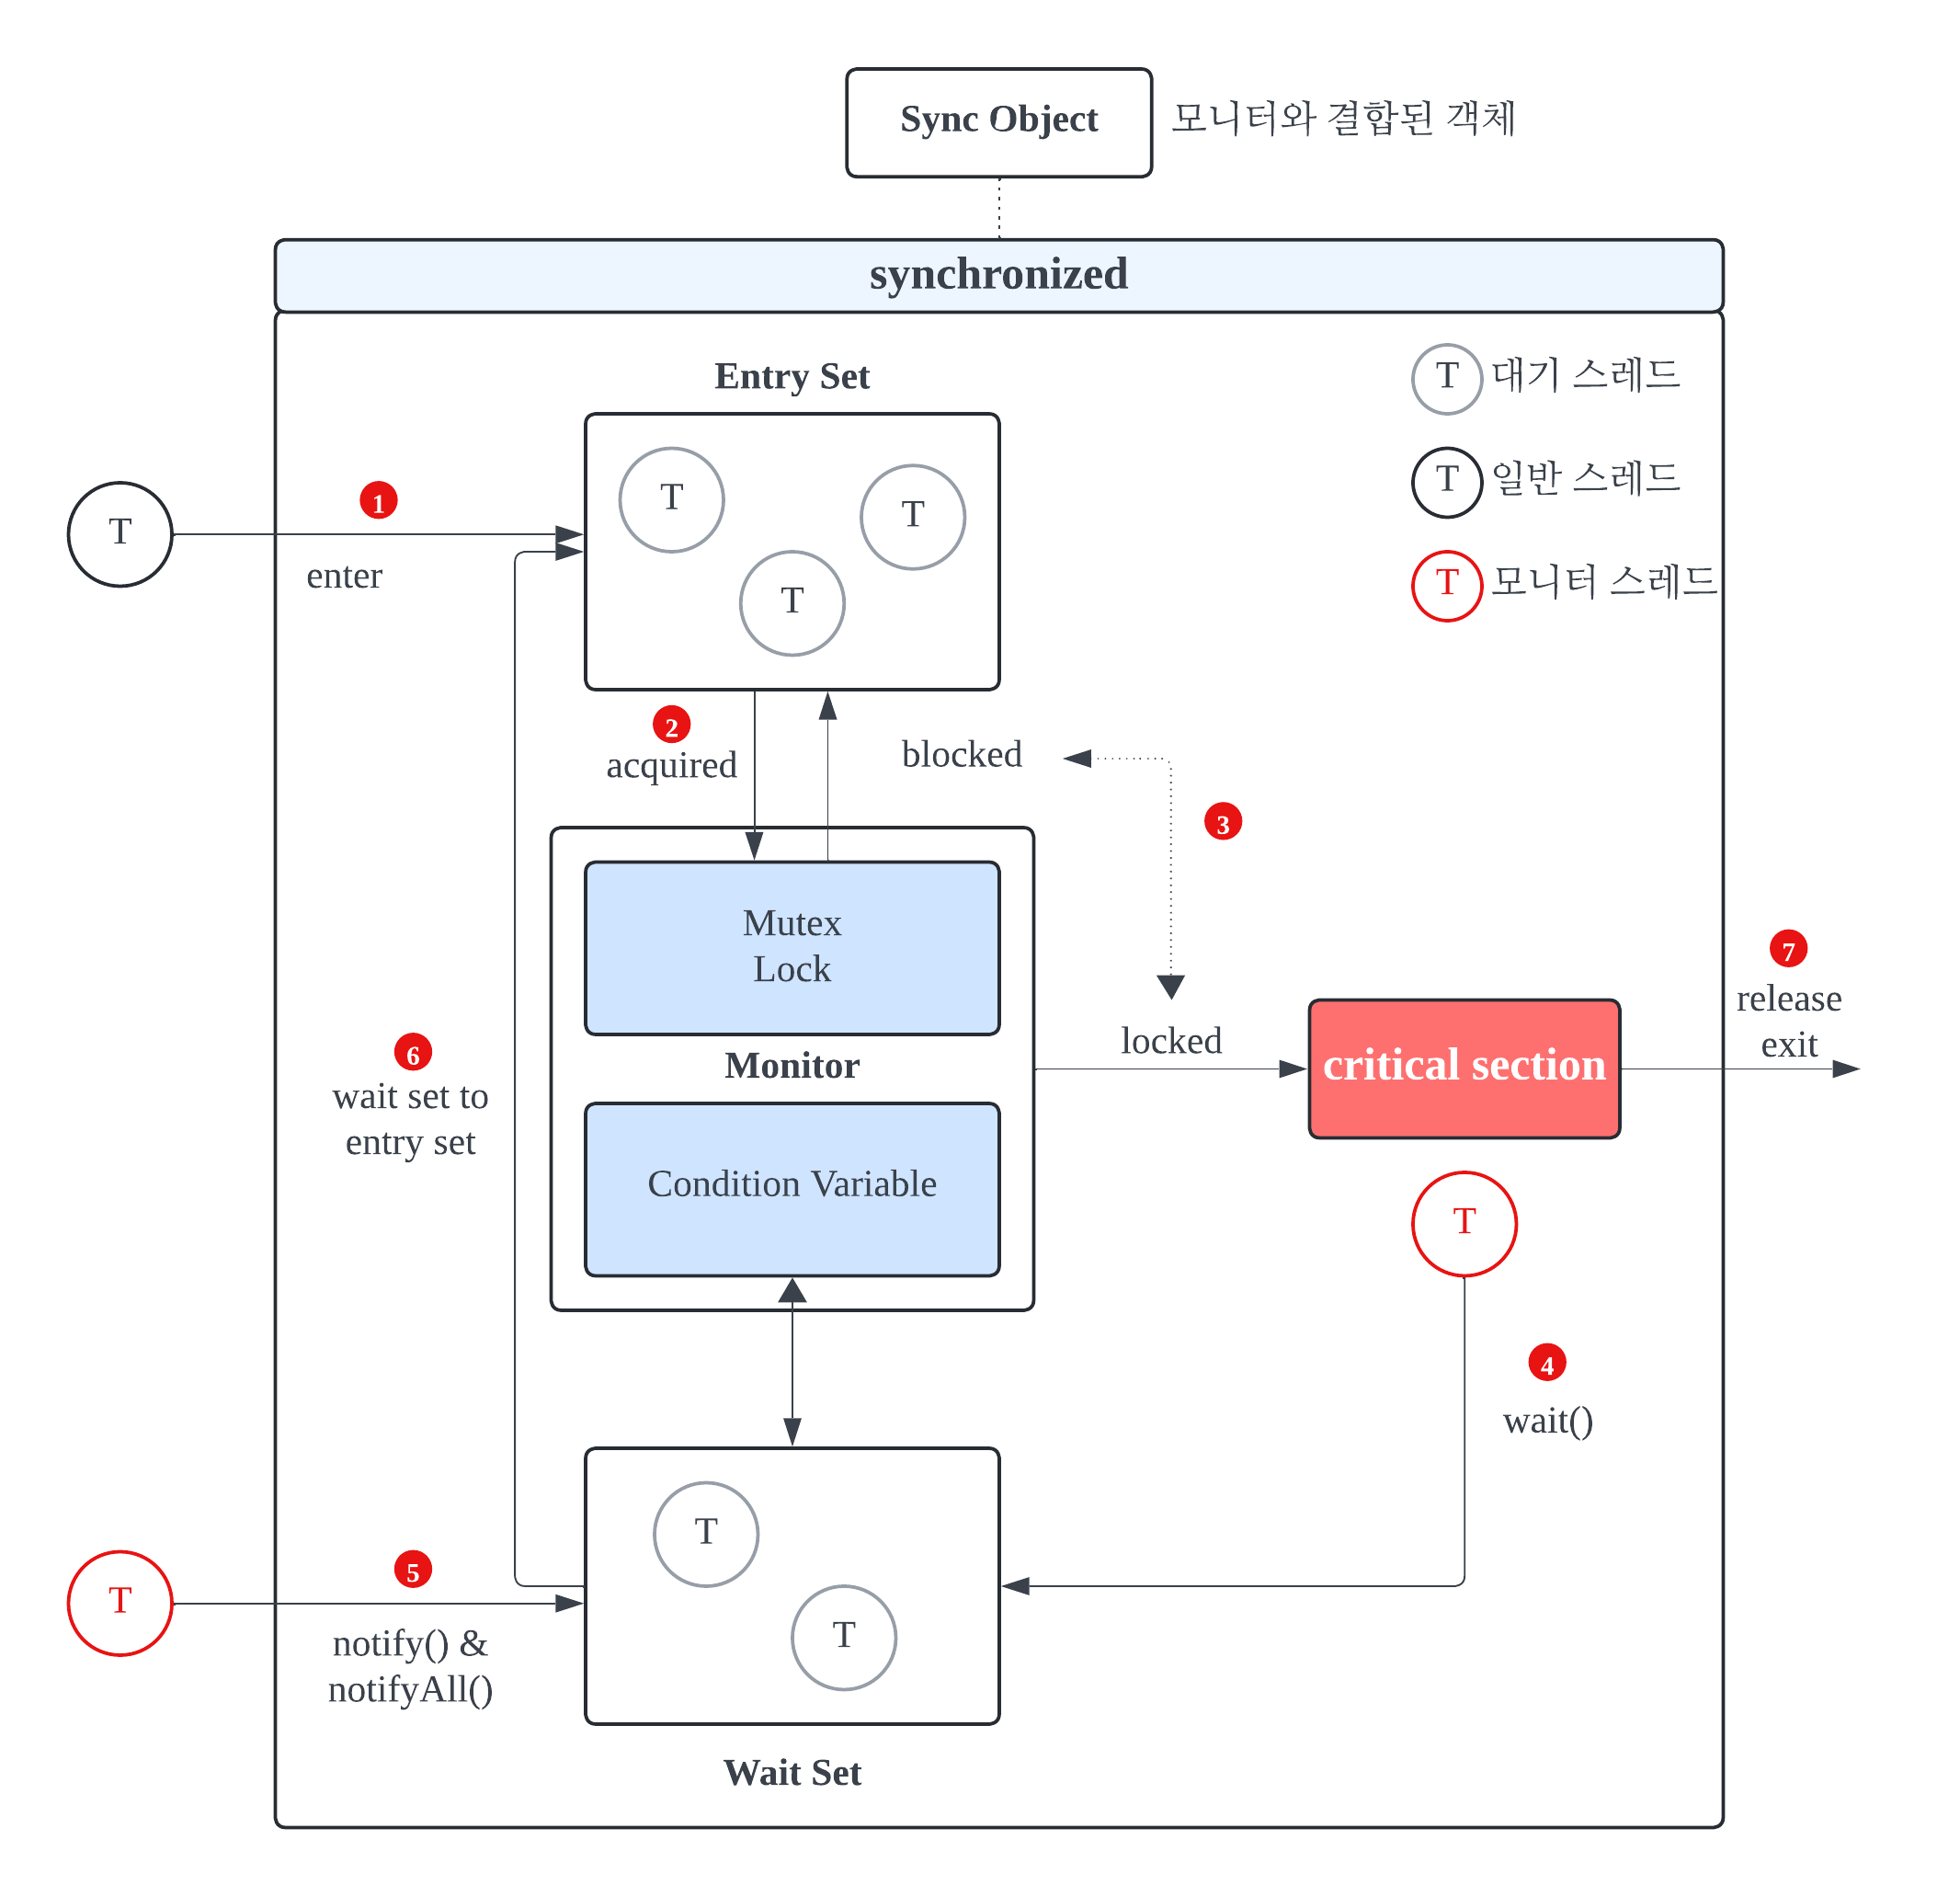 Sync Object
모니터와 결합된 객체
synchronized
Entry Set
T 대기 스레드
T 일반 스레드
T 모니터 스레드
T
T
T
T
1
enter
2
acquired
blocked
3
Mutex
Lock
Monitor
Condition Variable
locked
critical section
7
release
exit
T
6
wait set to
entry set
4
wait()
T
5
notify() &
notifyAll()
T
T
Wait Set